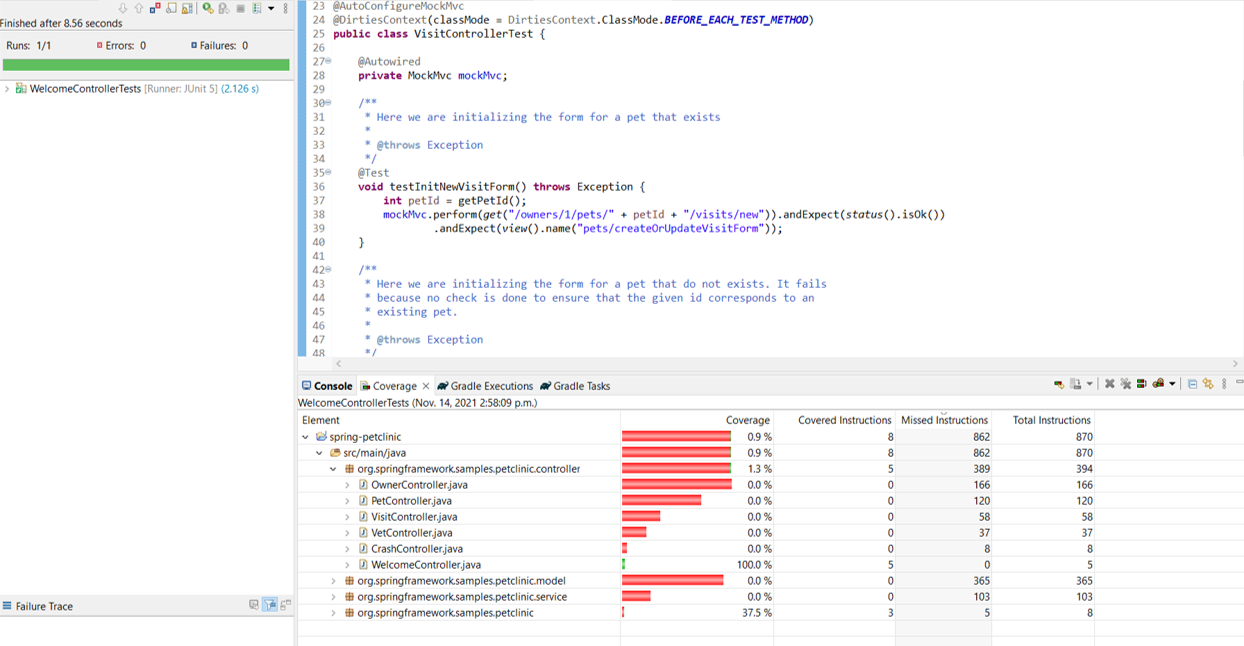 Finished after 8.56 seconds
Runs: 1/1 Errors: 0 Failures: 0
WelcomeControllerTests [Runner: JUnit 5] (2.126 s)
Failure Trace
23 @AutoConfigureMockMvc
24 @DirtiesContext(classMode = DirtiesContext.ClassMode.BEFORE_EACH_TEST_METHOD)
25 public class VisitControllerTest {
26
27 @Autowired
28 private MockMvc mockMvc;
29
30 /**
31 * Here we are initializing the form for a pet that exists
32 *
33 * @throws Exception
34 */
35 @Test
36 void testInitNewVisitForm() throws Exception {
37 int petId = getPetId();
38 mockMvc.perform(get("/owners/1/pets/" + petId + "/visits/new")).andExpect(status().isOk())
39 .andExpect(view().name("pets/createOrUpdateVisitForm"));
40 }
41
42 /**
43 * Here we are initializing the form for a pet that do not exists. It fails
44 * because no check is done to ensure that the given id corresponds to an
45 * existing pet.
46 *
47 * @throws Exception
48 */
Console Coverage Gradle Executions Gradle Tasks
WelcomeControllerTests (Nov. 14, 2021 2:58:09 p.m.)
Element Coverage Covered Instructions Missed Instructions Total Instructions
spring-petclinic 0.9 % 8 862 870
src/main/java 0.9 % 8 862 870
org.springframework.samples.petclinic.controller 1.3 % 5 389 394
OwnerController.java 0.0 % 0 166 166
PetController.java 0.0 % 0 120 120
VisitController.java 0.0 % 0 58 58
VetController.java 0.0 % 0 37 37
CrashController.java 0.0 % 0 8 8
WelcomeController.java 100.0 % 5 0 5
org.springframework.samples.petclinic.model 0.0 % 0 365 365
org.springframework.samples.petclinic.service 0.0 % 0 103 103
org.springframework.samples.petclinic 37.5 % 3 5 8